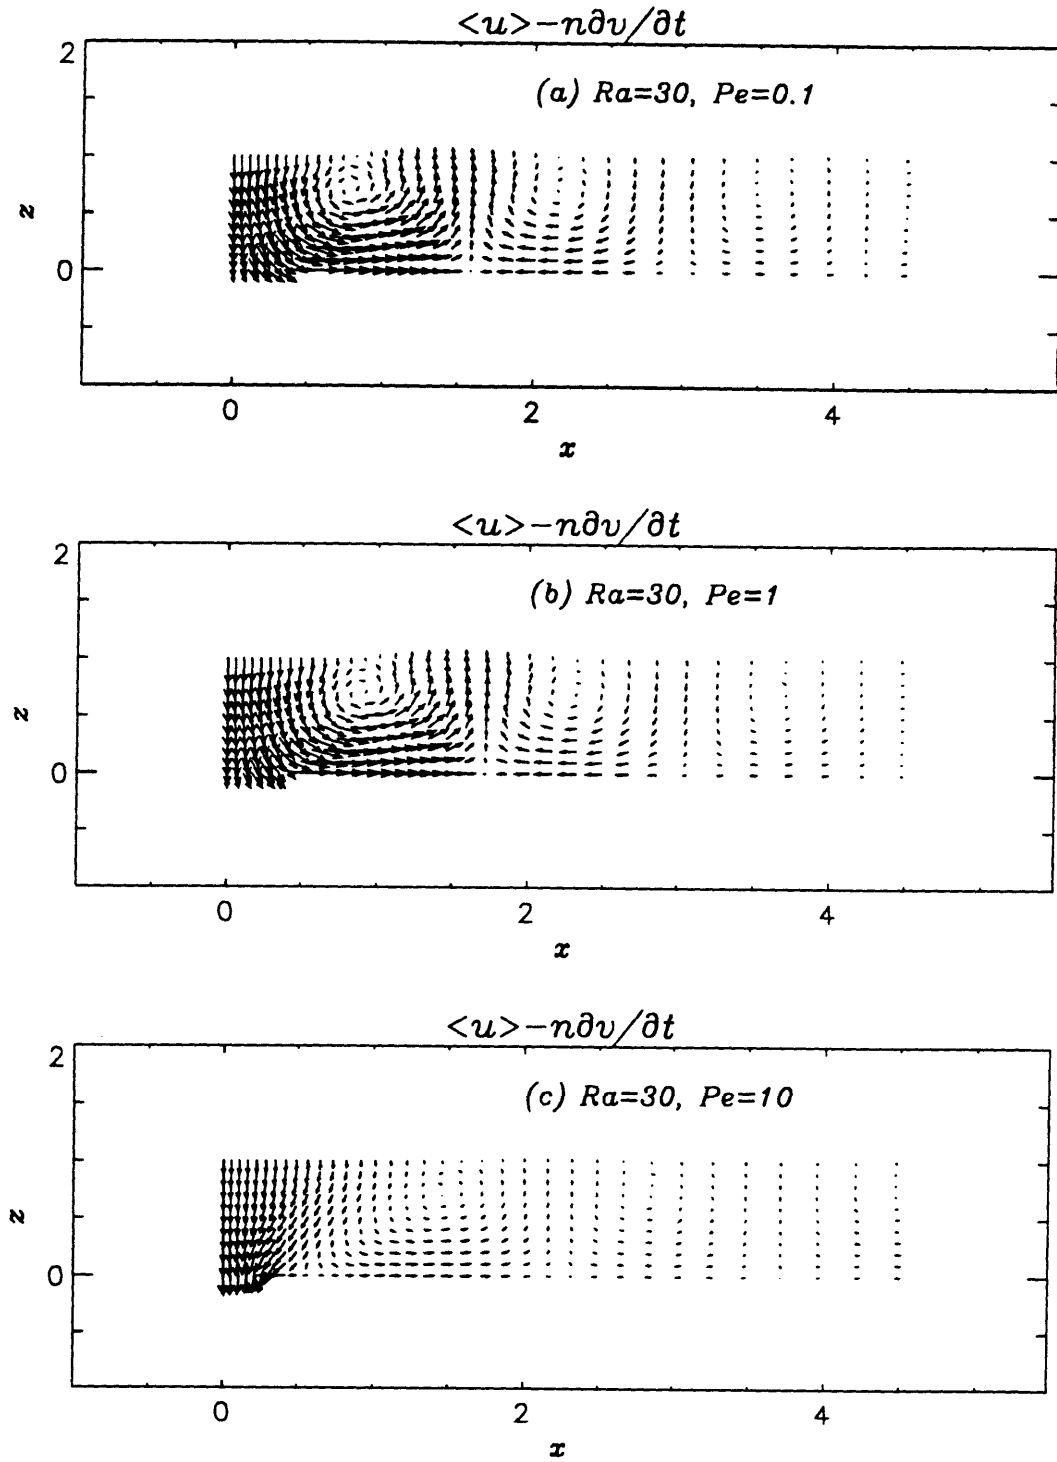 <u>−n∂v/∂t
2
(a) Ra=30, Pe=0.1
z
0
0 2 4
x
<u>−n∂v/∂t
2
(b) Ra=30, Pe=1
z
0
0 2 4
x
<u>−n∂v/∂t
2
(c) Ra=30, Pe=10
z
0
0 2 4
x